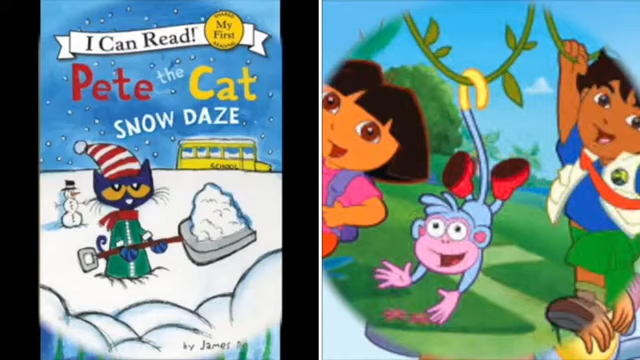 I Can Read!
My
First
Pete the Cat
SNOW DAZE
SCHOOL
by James